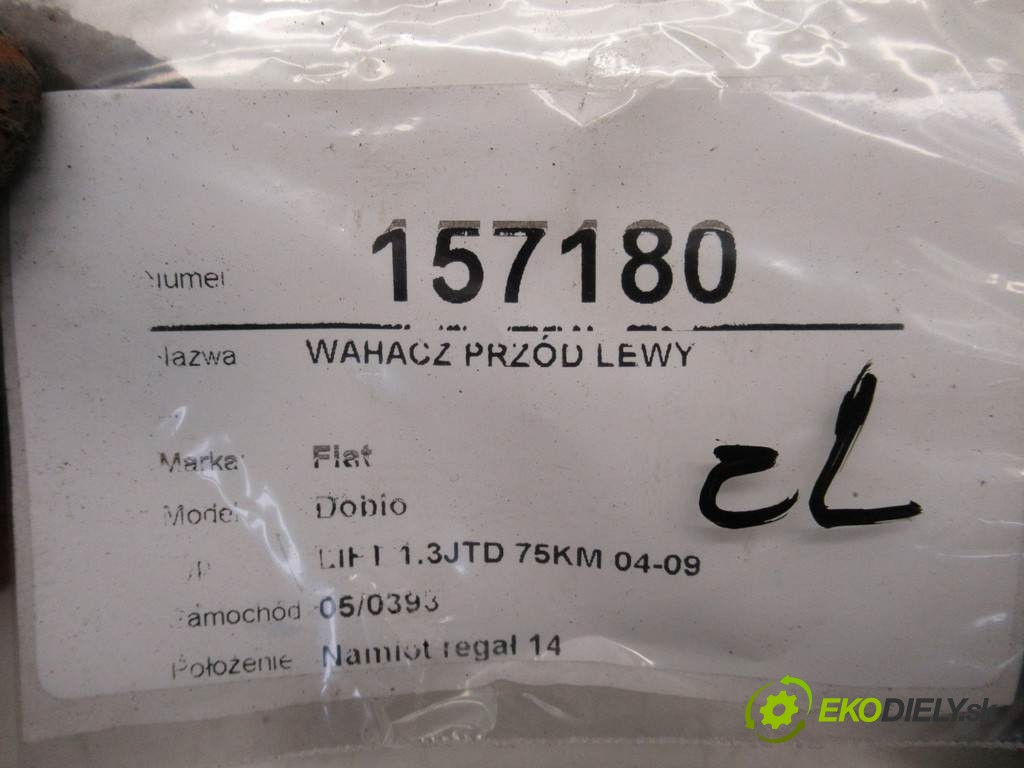 Numer 157180
Nazwa WAHACZ PRZÓD LEWY
Marka Fiat
Model Doblo
LIFT 1.3JTD 75KM 04-09
Samochód 05/0393
Położenie Namiot regał 14
EKODIELY.sk